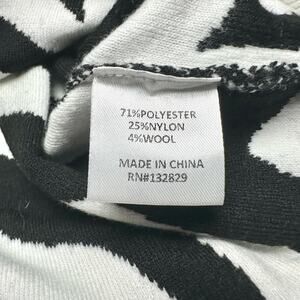 71%POLYESTER
25%NYLON
4%WOOL
MADE IN CHINA
RN#132829